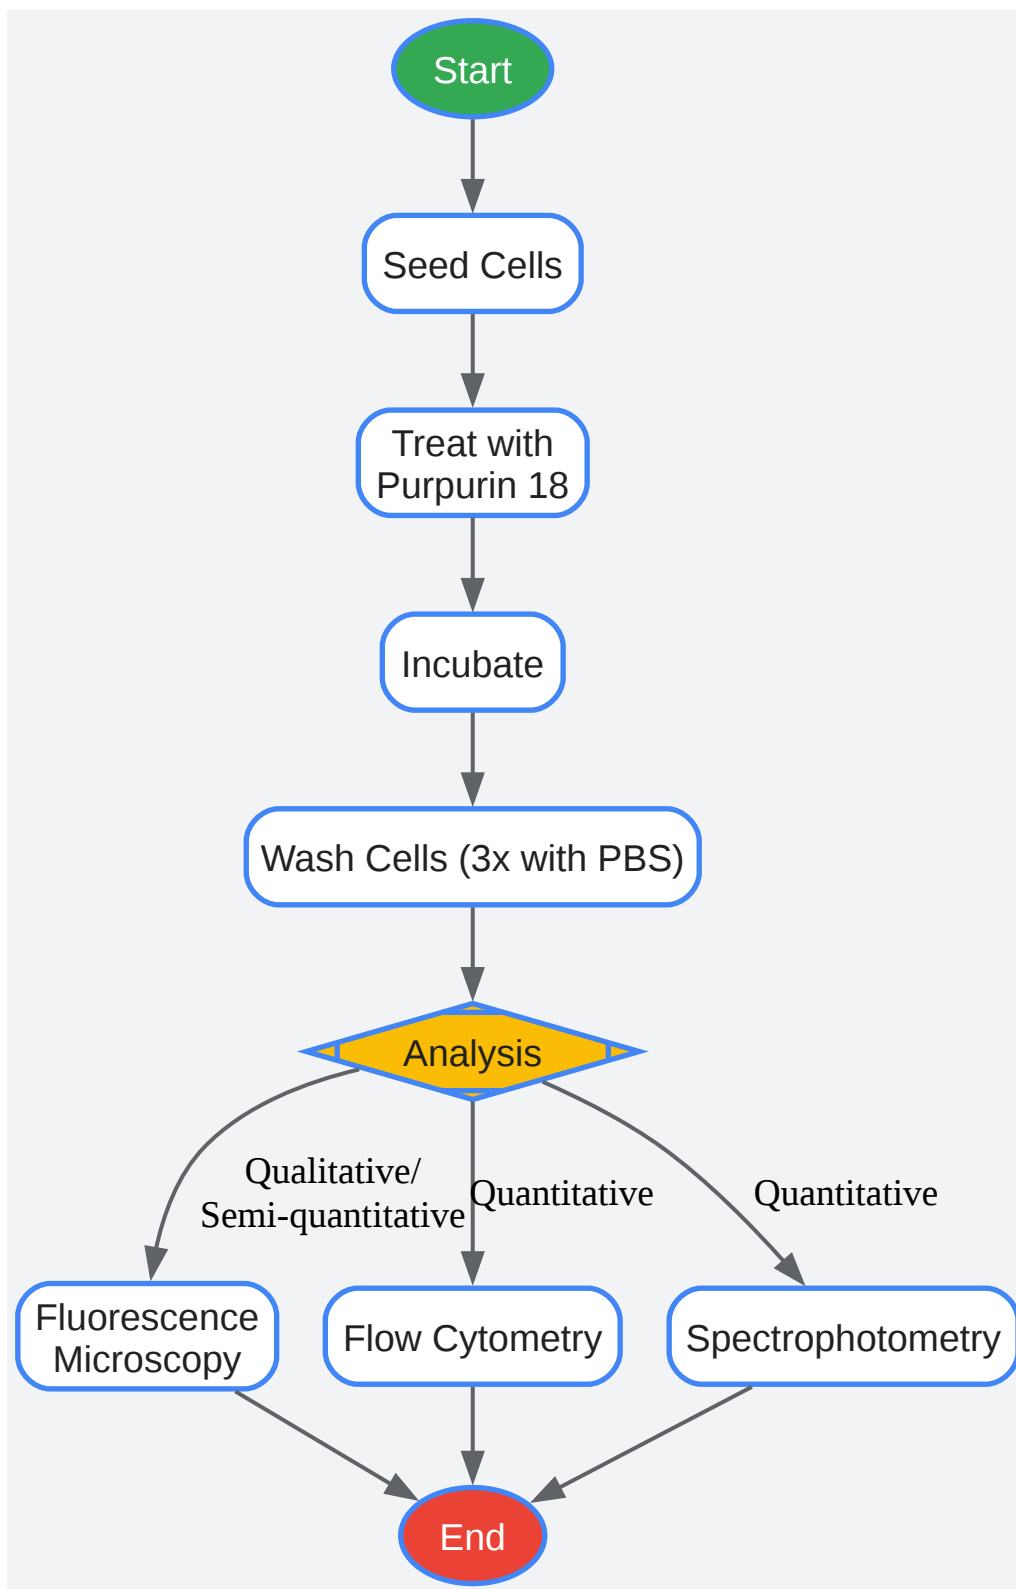 Start
Seed Cells
Treat with
Purpurin 18
Incubate
Wash Cells (3x with PBS)
Analysis
Qualitative/
Semi-quantitative
Quantitative
Quantitative
Fluorescence
Microscopy
Flow Cytometry
Spectrophotometry
End